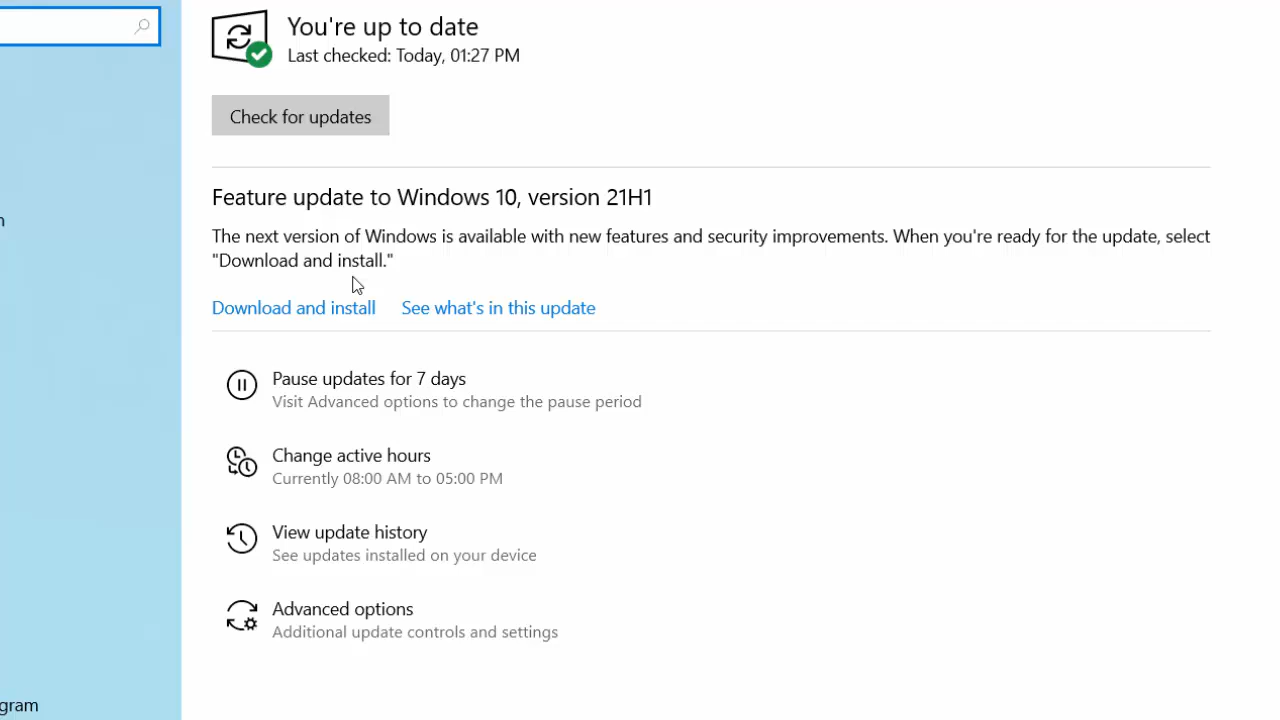 You're up to date
Last checked: Today, 01:27 PM
Check for updates
Feature update to Windows 10, version 21H1
The next version of Windows is available with new features and security improvements. When you're ready for the update, select
"Download and install."
Download and install See what's in this update
Pause updates for 7 days
Visit Advanced options to change the pause period
Change active hours
Currently 08:00 AM to 05:00 PM
View update history
See updates installed on your device
Advanced options
Additional update controls and settings
gram